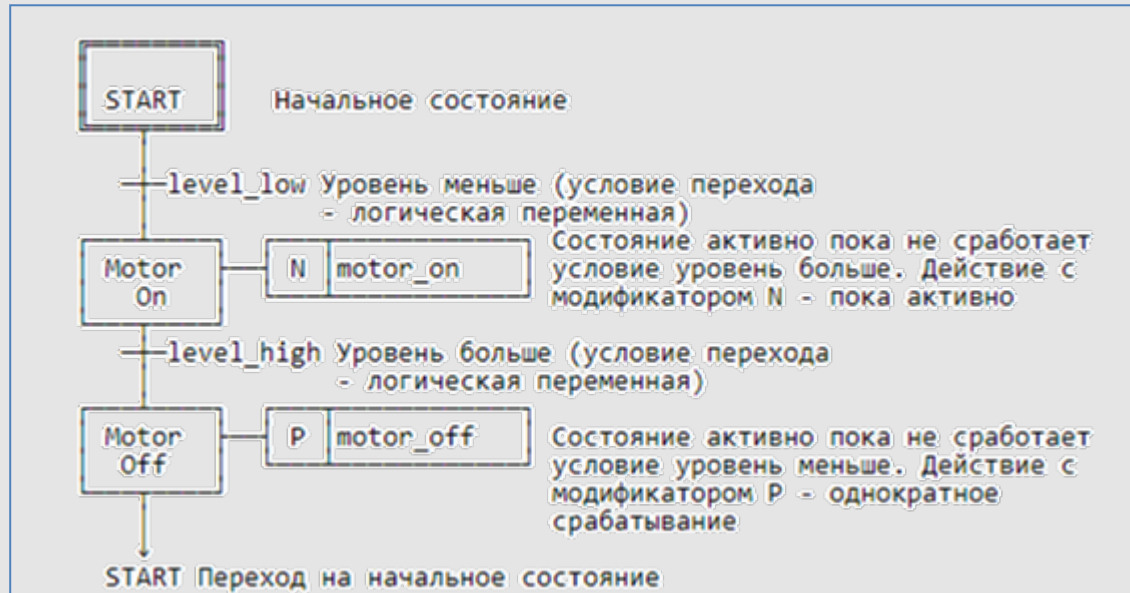 START Начальное состояние
level_low Уровень меньше (условие перехода
- логическая переменная)
Motor On
N motor_on
Состояние активно пока не сработает
условие уровень больше. Действие с
модификатором N - пока активно
level_high Уровень больше (условие перехода
- логическая переменная)
Motor Off
P motor_off
Состояние активно пока не сработает
условие уровень меньше. Действие с
модификатором P - однократное
срабатывание
START Переход на начальное состояние